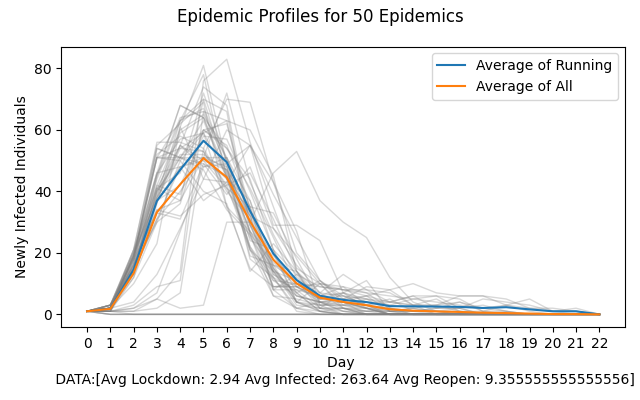 Epidemic Profiles for 50 Epidemics
Average of Running
Average of All
Newly Infected Individuals
80
60
40
20
0
0 1 2 3 4 5 6 7 8 9 10 11 12 13 14 15 16 17 18 19 20 21 22
Day
DATA:[Avg Lockdown: 2.94 Avg Infected: 263.64 Avg Reopen: 9.355555555555556]